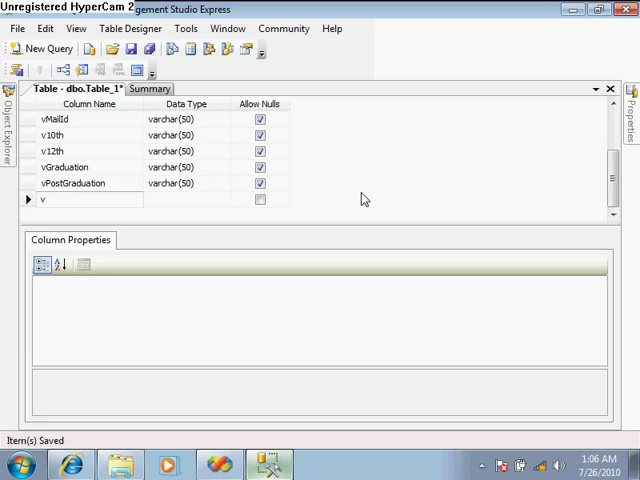 Unregistered HyperCam 2
agement Studio Express
File Edit View Table Designer Tools Window Community Help
New Query
Table - dbo.Table_1* Summary
Object Explorer
Properties
Column Name Data Type Allow Nulls
vMailId varchar(50)
v10th varchar(50)
v12th varchar(50)
vGraduation varchar(50)
vPostGraduation varchar(50)
v
Column Properties
Item(s) Saved
1:06 AM
7/26/2010